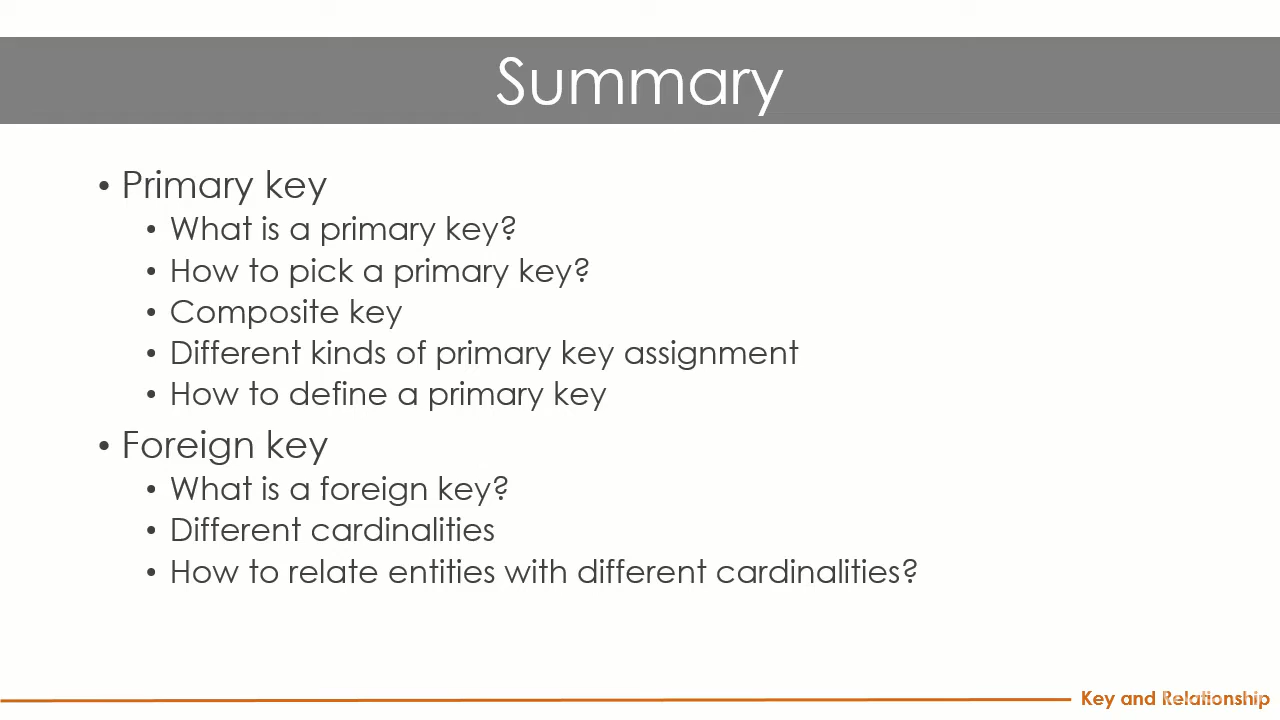 Summary
• Primary key
• What is a primary key?
• How to pick a primary key?
• Composite key
• Different kinds of primary key assignment
• How to define a primary key
• Foreign key
• What is a foreign key?
• Different cardinalities
• How to relate entities with different cardinalities?
Key and Relationship